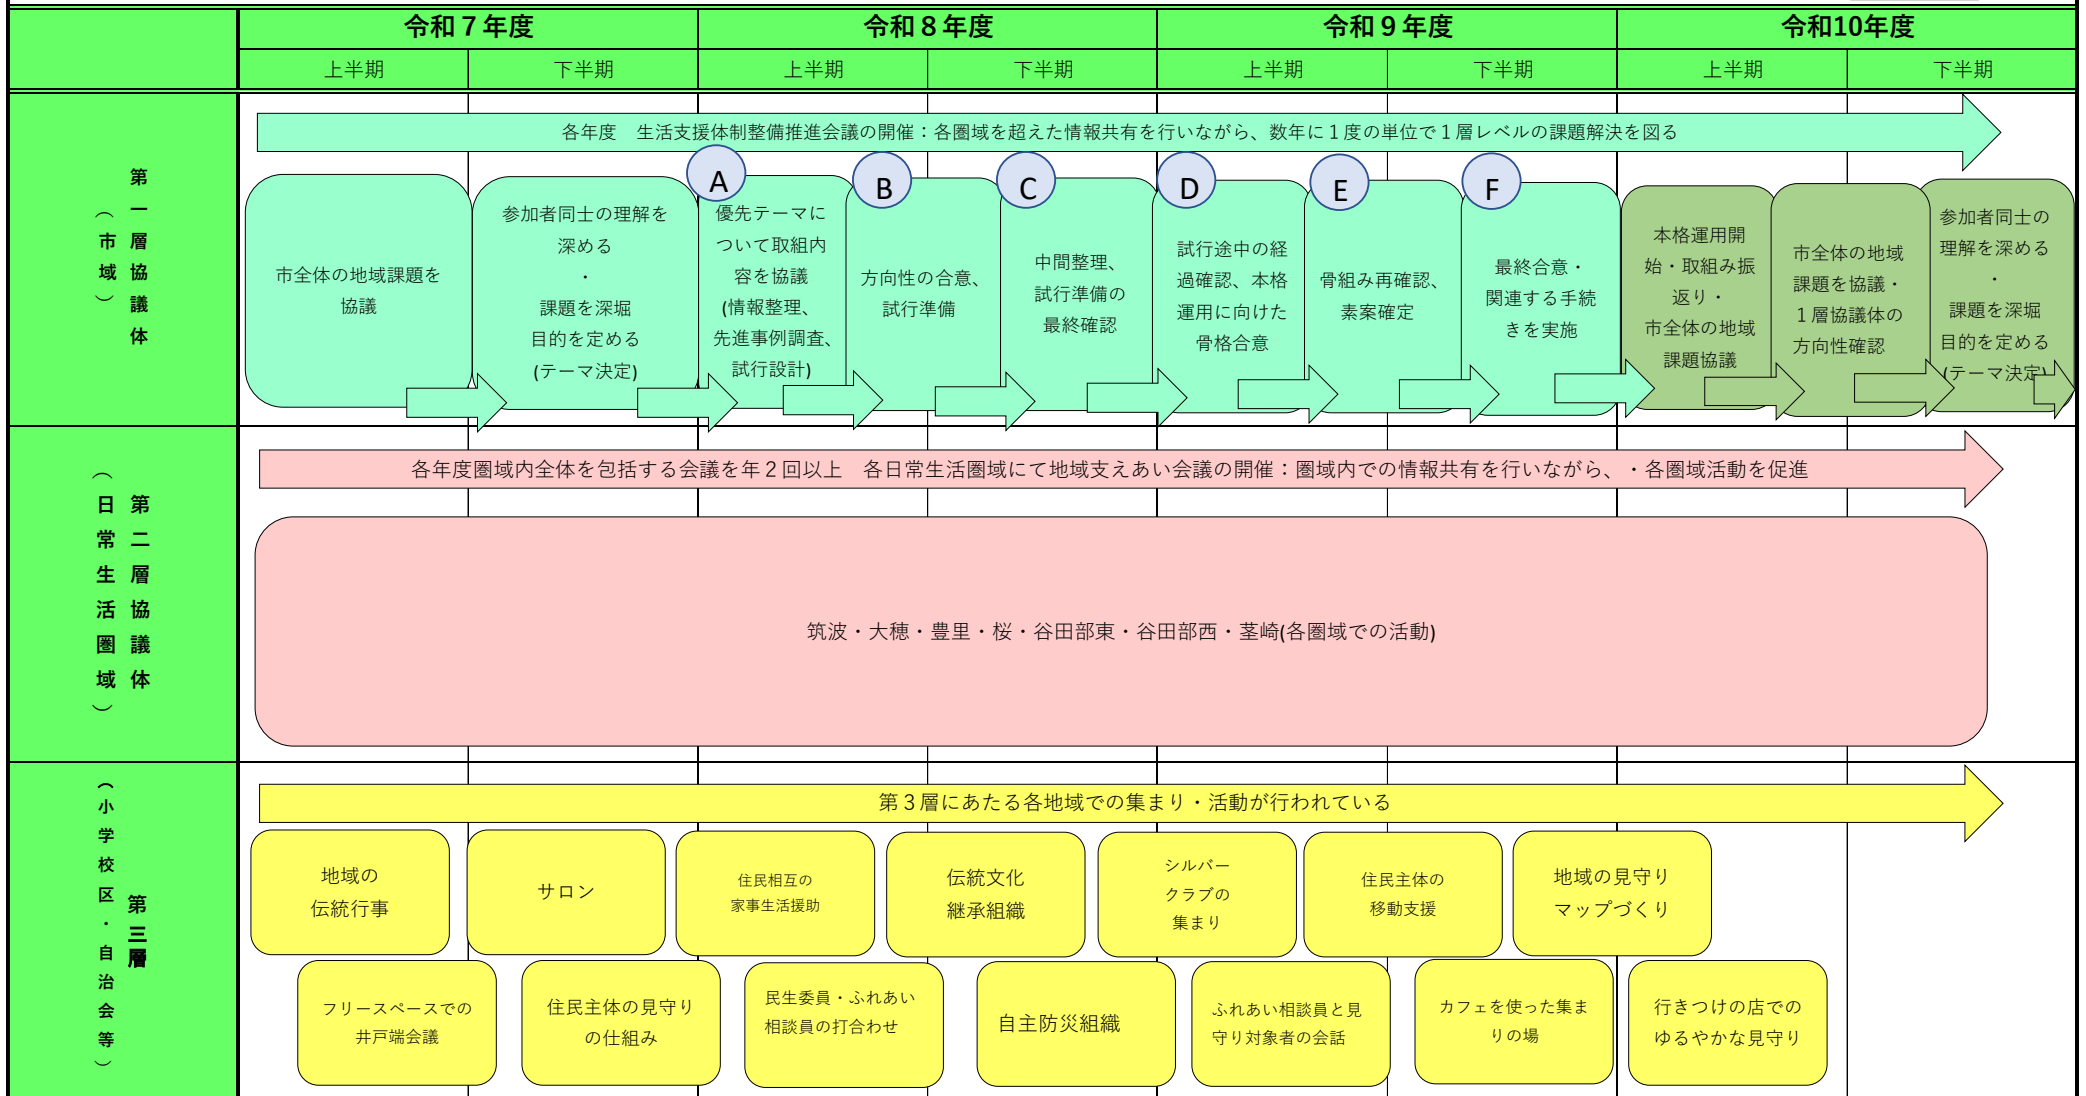 令和７年度
令和８年度
令和９年度
令和10年度
上半期
下半期
上半期
下半期
上半期
下半期
上半期
下半期
第一層協議体
（市域）
各年度　生活支援体制整備推進会議の開催：各圏域を超えた情報共有を行いながら、数年に１度の単位で１層レベルの課題解決を図る
A
B
C
D
E
F
市全体の地域課題を
協議
参加者同士の理解を
深める
・
課題を深堀
目的を定める
(テーマ決定)
優先テーマに
ついて取組内
容を協議
(情報整理、
先進事例調査、
試行設計)
方向性の合意、
試行準備
中間整理、
試行準備の
最終確認
試行途中の経
過確認、本格
運用に向けた
骨格合意
骨組み再確認、
素案確定
最終合意・
関連する手続
きを実施
本格運用開
始・取組み振
返り・
市全体の地域
課題協議
市全体の地域
課題を協議・
１層協議体の
方向性確認
参加者同士の
理解を深める
・
課題を深堀
目的を定める
(テーマ決定)
第二層協議体
（日常生活圏域）
各年度圏域内全体を包括する会議を年２回以上　各日常生活圏域にて地域支えあい会議の開催：圏域内での情報共有を行いながら、・各圏域活動を促進
筑波・大穂・豊里・桜・谷田部東・谷田部西・茎崎(各圏域での活動)
第三層
（小学校区・自治会等）
第３層にあたる各地域での集まり・活動が行われている
地域の
伝統行事
サロン
住民相互の
家事生活援助
伝統文化
継承組織
シルバー
クラブの
集まり
住民主体の
移動支援
地域の見守り
マップづくり
フリースペースでの
井戸端会議
住民主体の見守り
の仕組み
民生委員・ふれあい
相談員の打合わせ
自主防災組織
ふれあい相談員と見
守り対象者の会話
カフェを使った集ま
りの場
行きつけの店での
ゆるやかな見守り